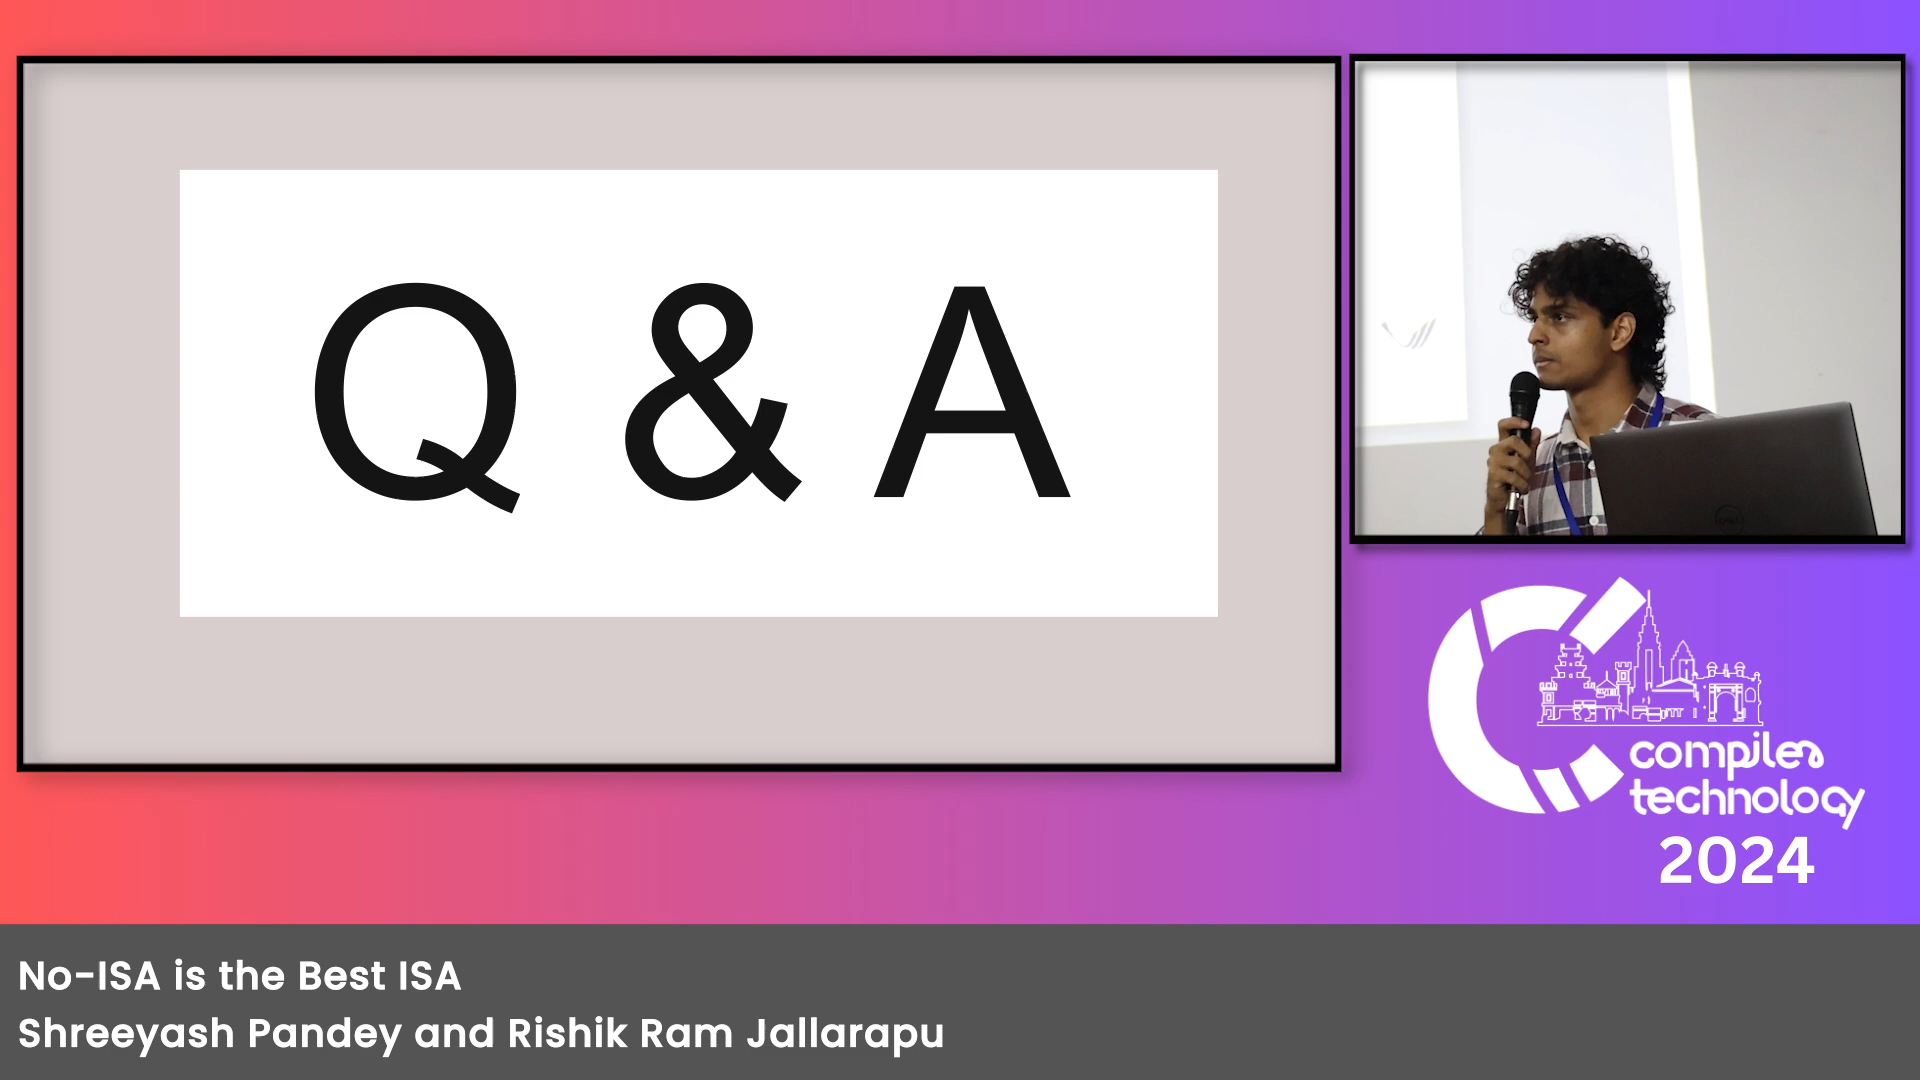 Q & A
compiler
technology
2024
No-ISA is the Best ISA
Shreeyash Pandey and Rishik Ram Jallarapu